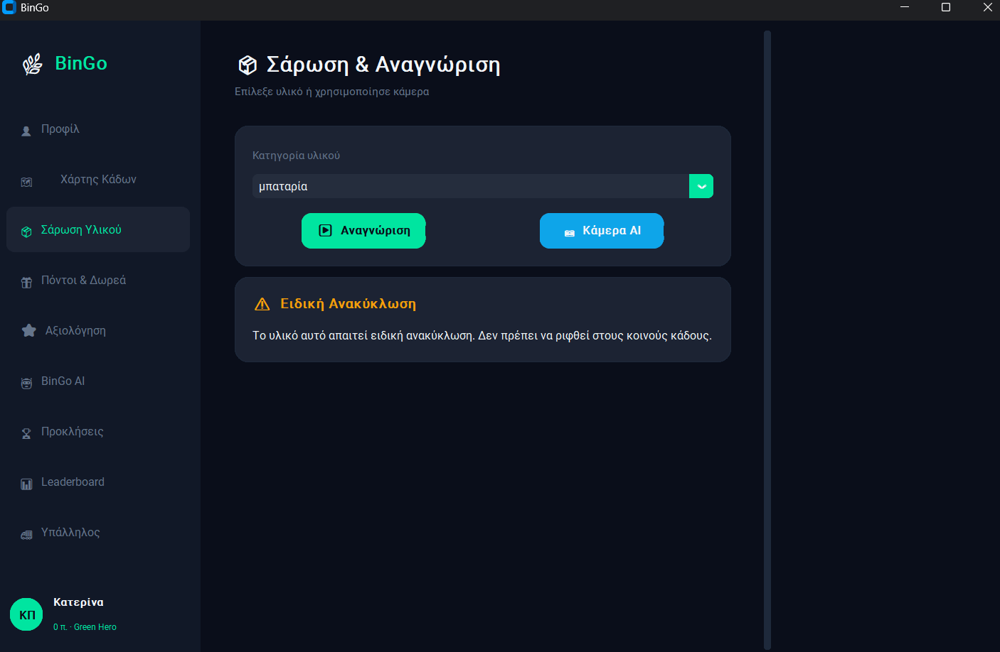 BinGo
BinGo
Προφίλ
Χάρτης Κάδων
Σάρωση Υλικού
Πόντοι & Δωρεά
Αξιολόγηση
BinGo AI
Προκλήσεις
Leaderboard
Υπάλληλος
ΚΠ
Κατερίνα
0 π. · Green Hero
Σάρωση & Αναγνώριση
Επίλεξε υλικό ή χρησιμοποίησε κάμερα
Κατηγορία υλικού
μπαταρία
Αναγνώριση
Κάμερα AI
Ειδική Ανακύκλωση
Το υλικό αυτό απαιτεί ειδική ανακύκλωση. Δεν πρέπει να ριφθεί στους κοινούς κάδους.